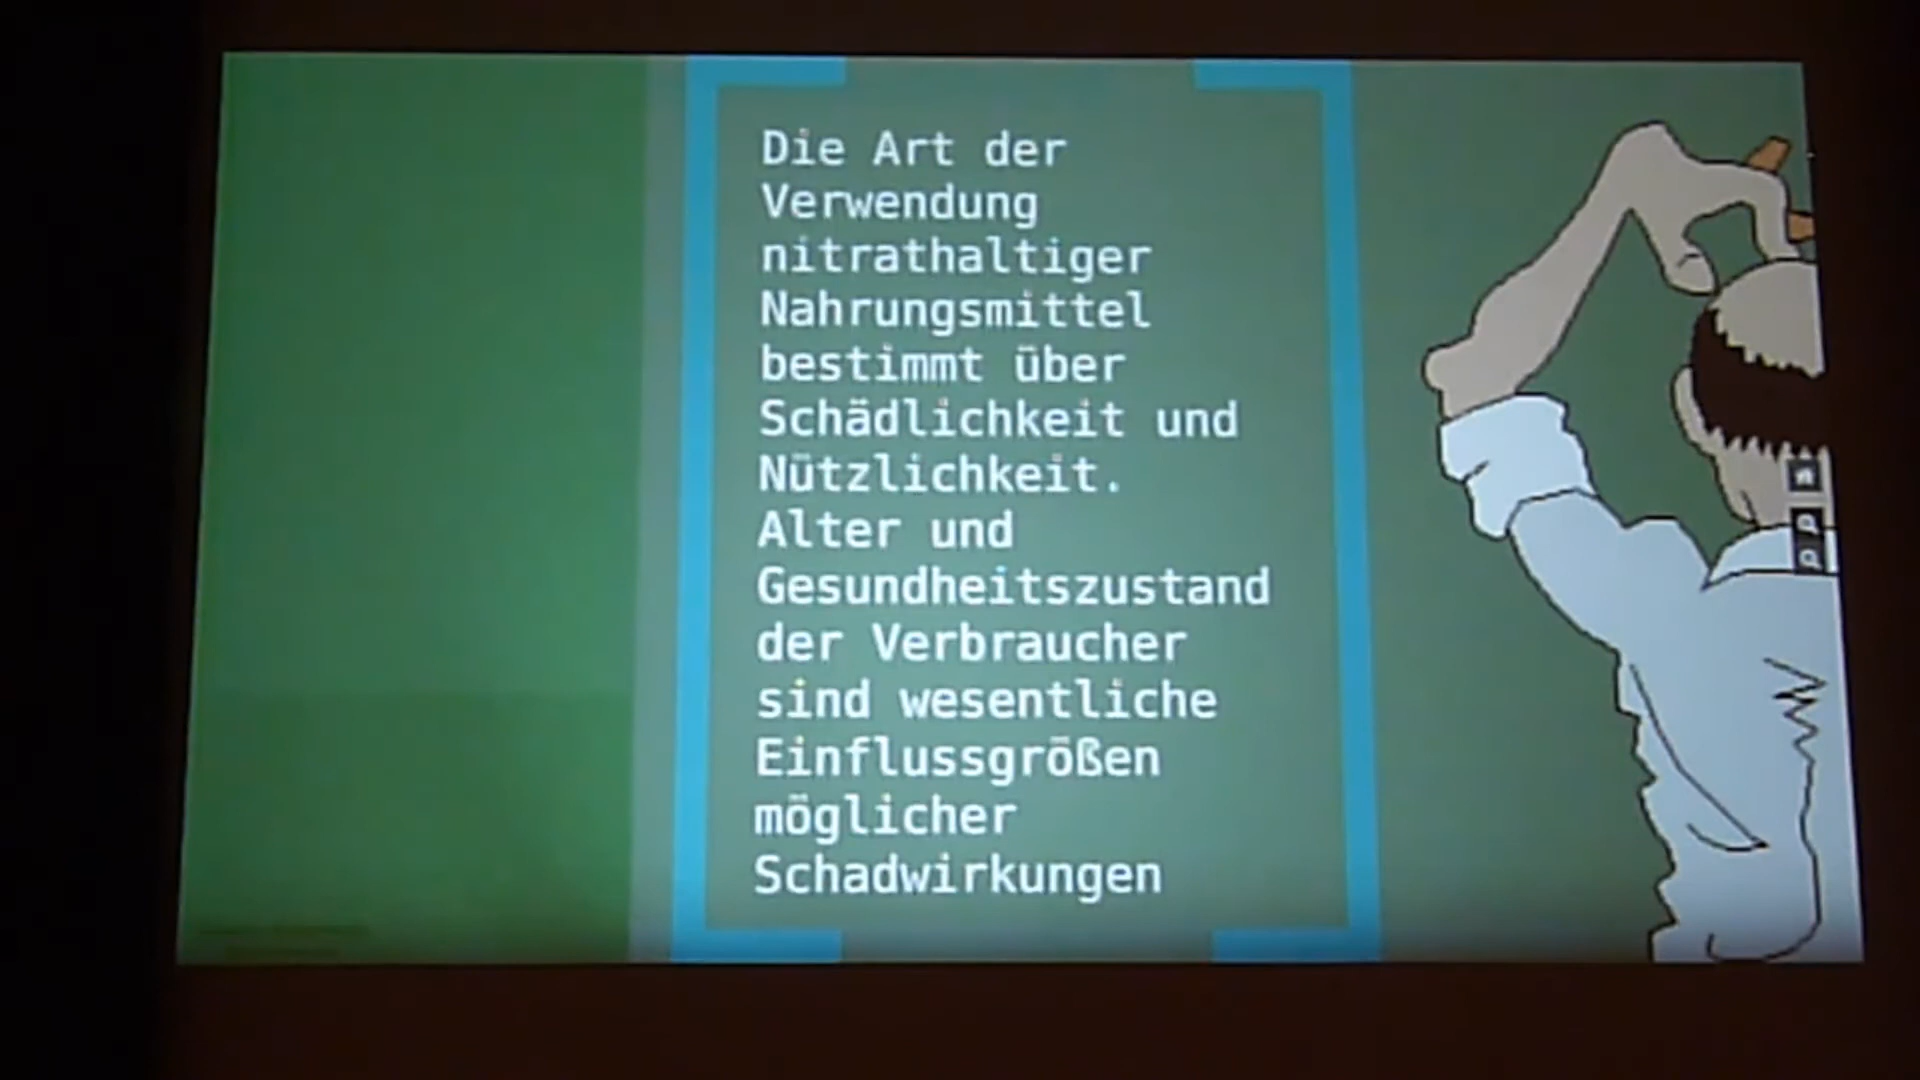 Die Art der
Verwendung
nitrathaltiger
Nahrungsmittel
bestimmt über
Schädlichkeit und
Nützlichkeit.
Alter und
Gesundheitszustand
der Verbraucher
sind wesentliche
Einflussgrößen
möglicher
Schadwirkungen